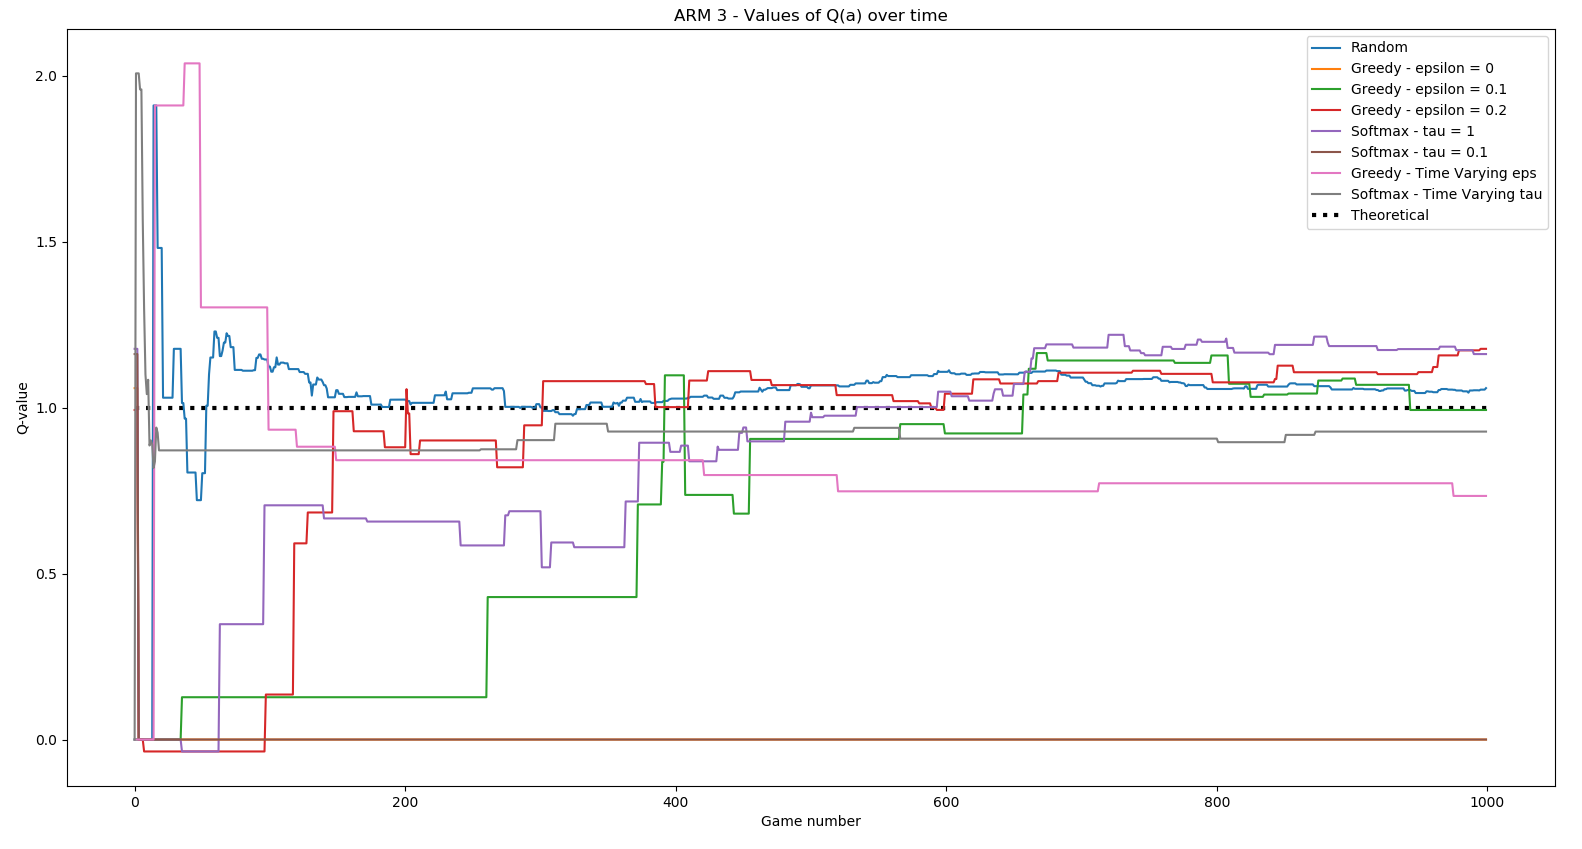 ARM 3 - Values of Q(a) over time
Random
Greedy - epsilon = 0
Greedy - epsilon = 0.1
Greedy - epsilon = 0.2
Softmax - tau = 1
Softmax - tau = 0.1
Greedy - Time Varying eps
Softmax - Time Varying tau
Theoretical
Q-value
2.0
1.5
1.0
0.5
0.0
0 200 400 600 800 1000
Game number